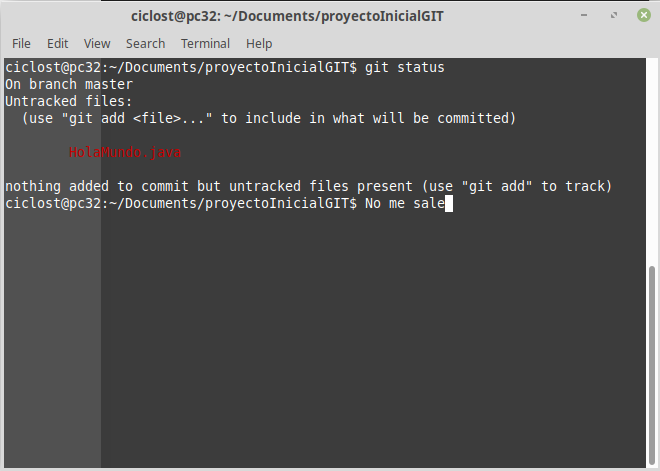 ciclost@pc32: ~/Documents/proyectoInicialGIT
File Edit View Search Terminal Help
ciclost@pc32:~/Documents/proyectoInicialGIT$ git status
On branch master
Untracked files:
  (use "git add <file>..." to include in what will be committed)
        HolaMundo.java
nothing added to commit but untracked files present (use "git add" to track)
ciclost@pc32:~/Documents/proyectoInicialGIT$ No me sale